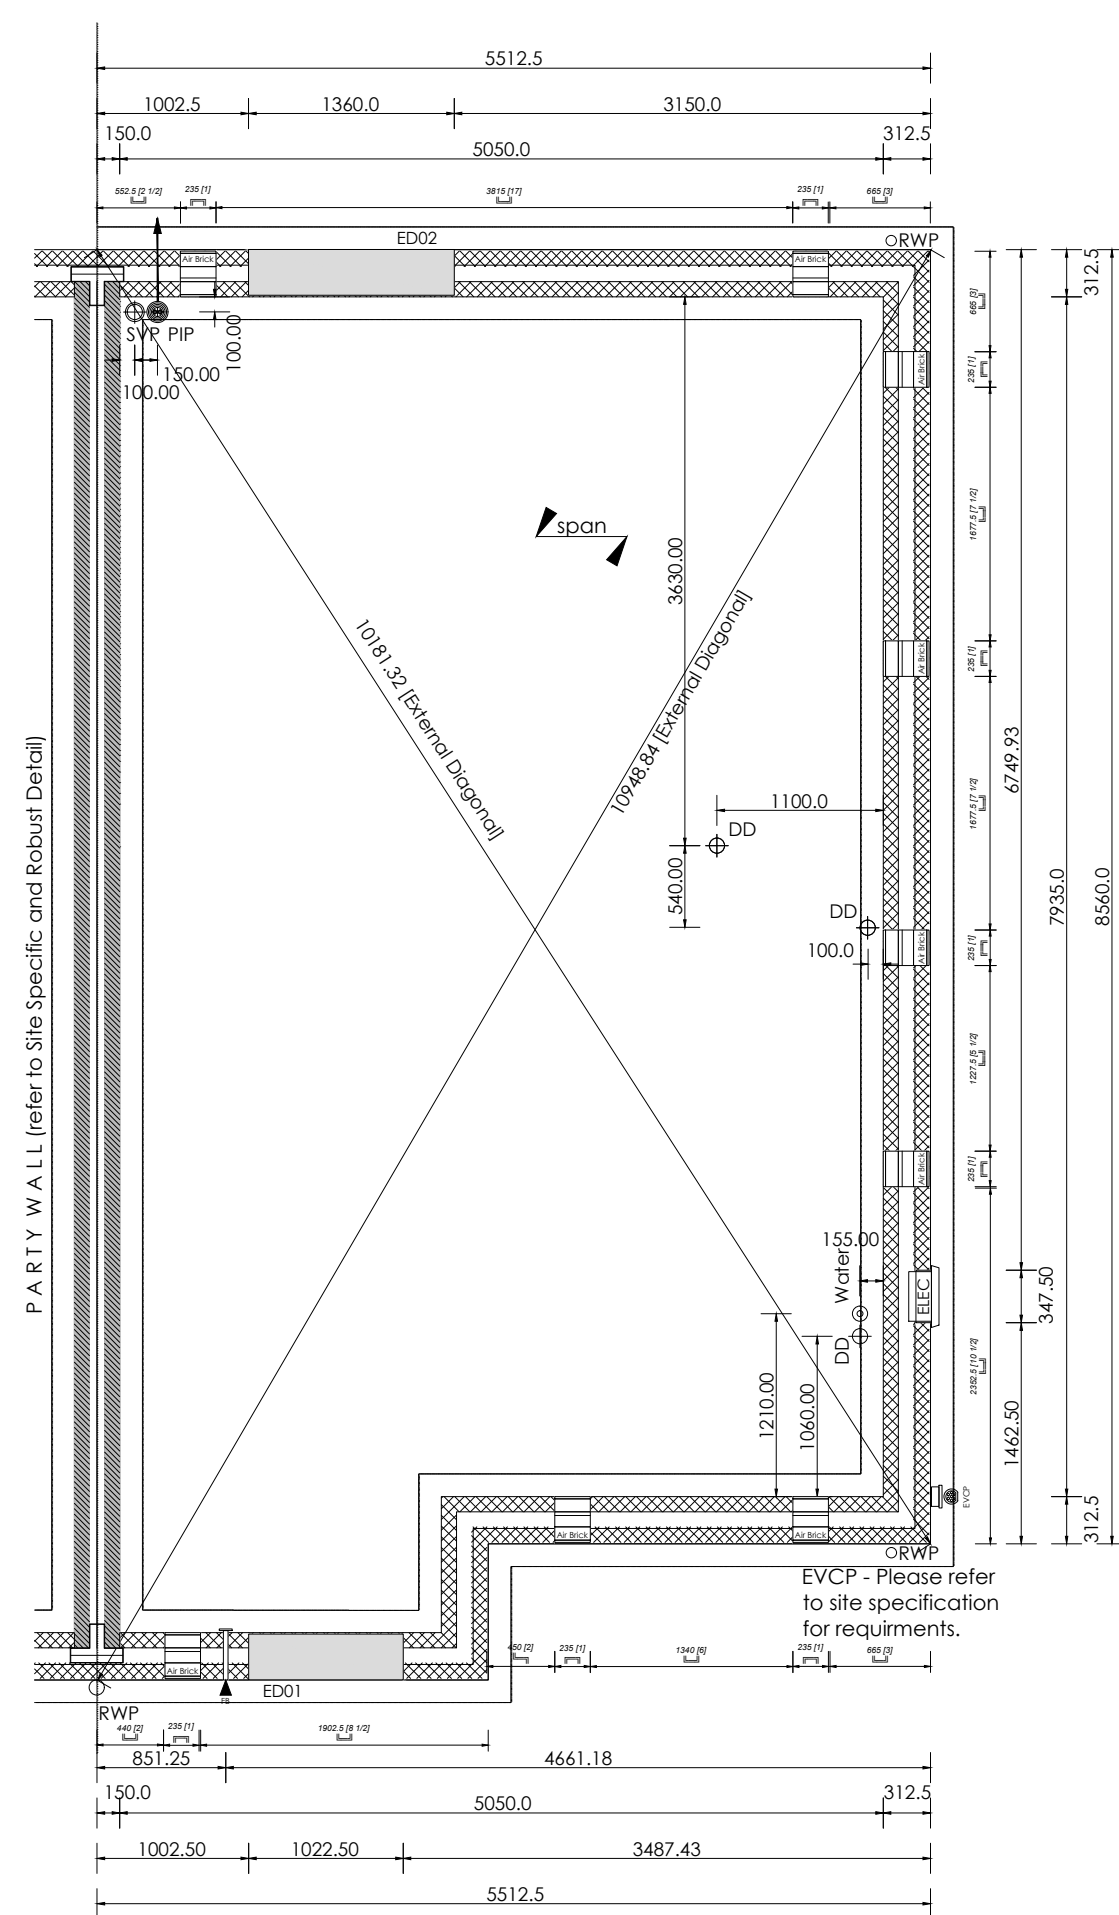 5512.5
1002.5 1360.0 3150.0
150.0 5050.0 312.5
552.5 [2 1/2] 235 [1] 3815 [17] 235 [1] 665 [3]
ED02
RWP
Air Brick
Air Brick
SVP PIP
100.00
150.00
100.00
span
3630.00
10181.32 [External Diagonal]
10948.84 [External Diagonal]
1100.0
DD
540.00
DD
100.0
PARTY WALL (refer to Site Specific and Robust Detail)
155.00
Water
DD
1210.00
1060.00
Air Brick
Air Brick
Air Brick
Air Brick
ELEC
EVCP
665 [3]
235 [1]
1677.5 [7 1/2]
235 [1]
1677.5 [7 1/2]
235 [1]
1227.5 [5 1/2]
235 [1]
2352.5 [10 1/2]
6749.93
347.50
1462.50
312.5
7935.0
312.5
8560.0
Air Brick
Air Brick
RWP
EVCP - Please refer
to site specification
for requirments.
450 [2] 235 [1] 1340 [6] 235 [1] 665 [3]
Air Brick
FB
ED01
RWP
440 [2] 235 [1] 1902.5 [8 1/2]
851.25 4661.18
150.0 5050.0 312.5
1002.50 1022.50 3487.43
5512.5